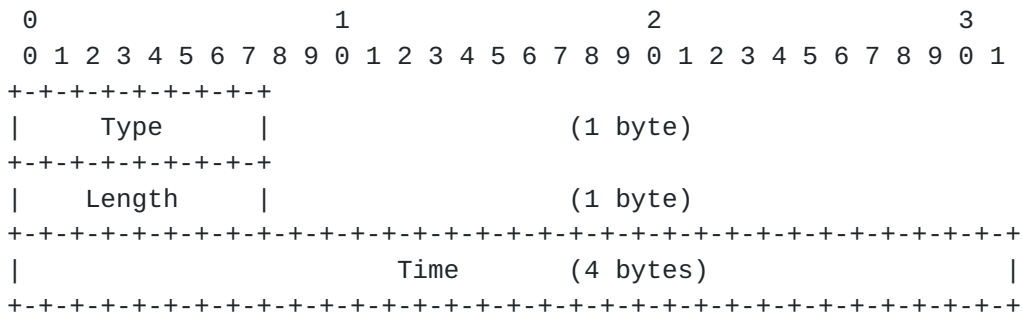 0                   1                   2                   3
 0 1 2 3 4 5 6 7 8 9 0 1 2 3 4 5 6 7 8 9 0 1 2 3 4 5 6 7 8 9 0 1
+-+-+-+-+-+-+-+-+
|     Type      |                   (1 byte)
+-+-+-+-+-+-+-+-+
|    Length     |                   (1 byte)
+-+-+-+-+-+-+-+-+-+-+-+-+-+-+-+-+-+-+-+-+-+-+-+-+-+-+-+-+-+-+-+-+
|                        Time       (4 bytes)                   |
+-+-+-+-+-+-+-+-+-+-+-+-+-+-+-+-+-+-+-+-+-+-+-+-+-+-+-+-+-+-+-+-+